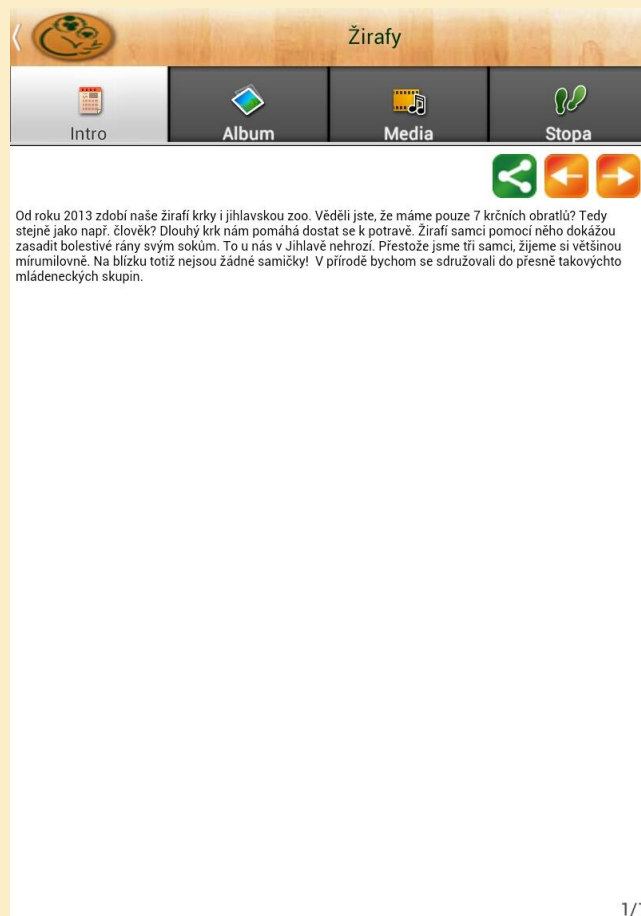 Žirafy
Intro
Album
Media
Stopa
Od roku 2013 zdobí naše žirafí krky i jihlavskou zoo. Věděli jste, že máme pouze 7 krčních obratlů? Tedy
stejně jako např. člověk? Dlouhý krk nám pomáhá dostat se k potravě. Žirafí samci pomocí něho dokážou
zasadit bolestivé rány svým sokům. To u nás v Jihlavě nehrozí. Přestože jsme tři samci, žijeme si většinou
mírumilovně. Na blízku totiž nejsou žádné samičky! V přírodě bychom se sdružovali do přesně takovýchto
mládeneckých skupin.